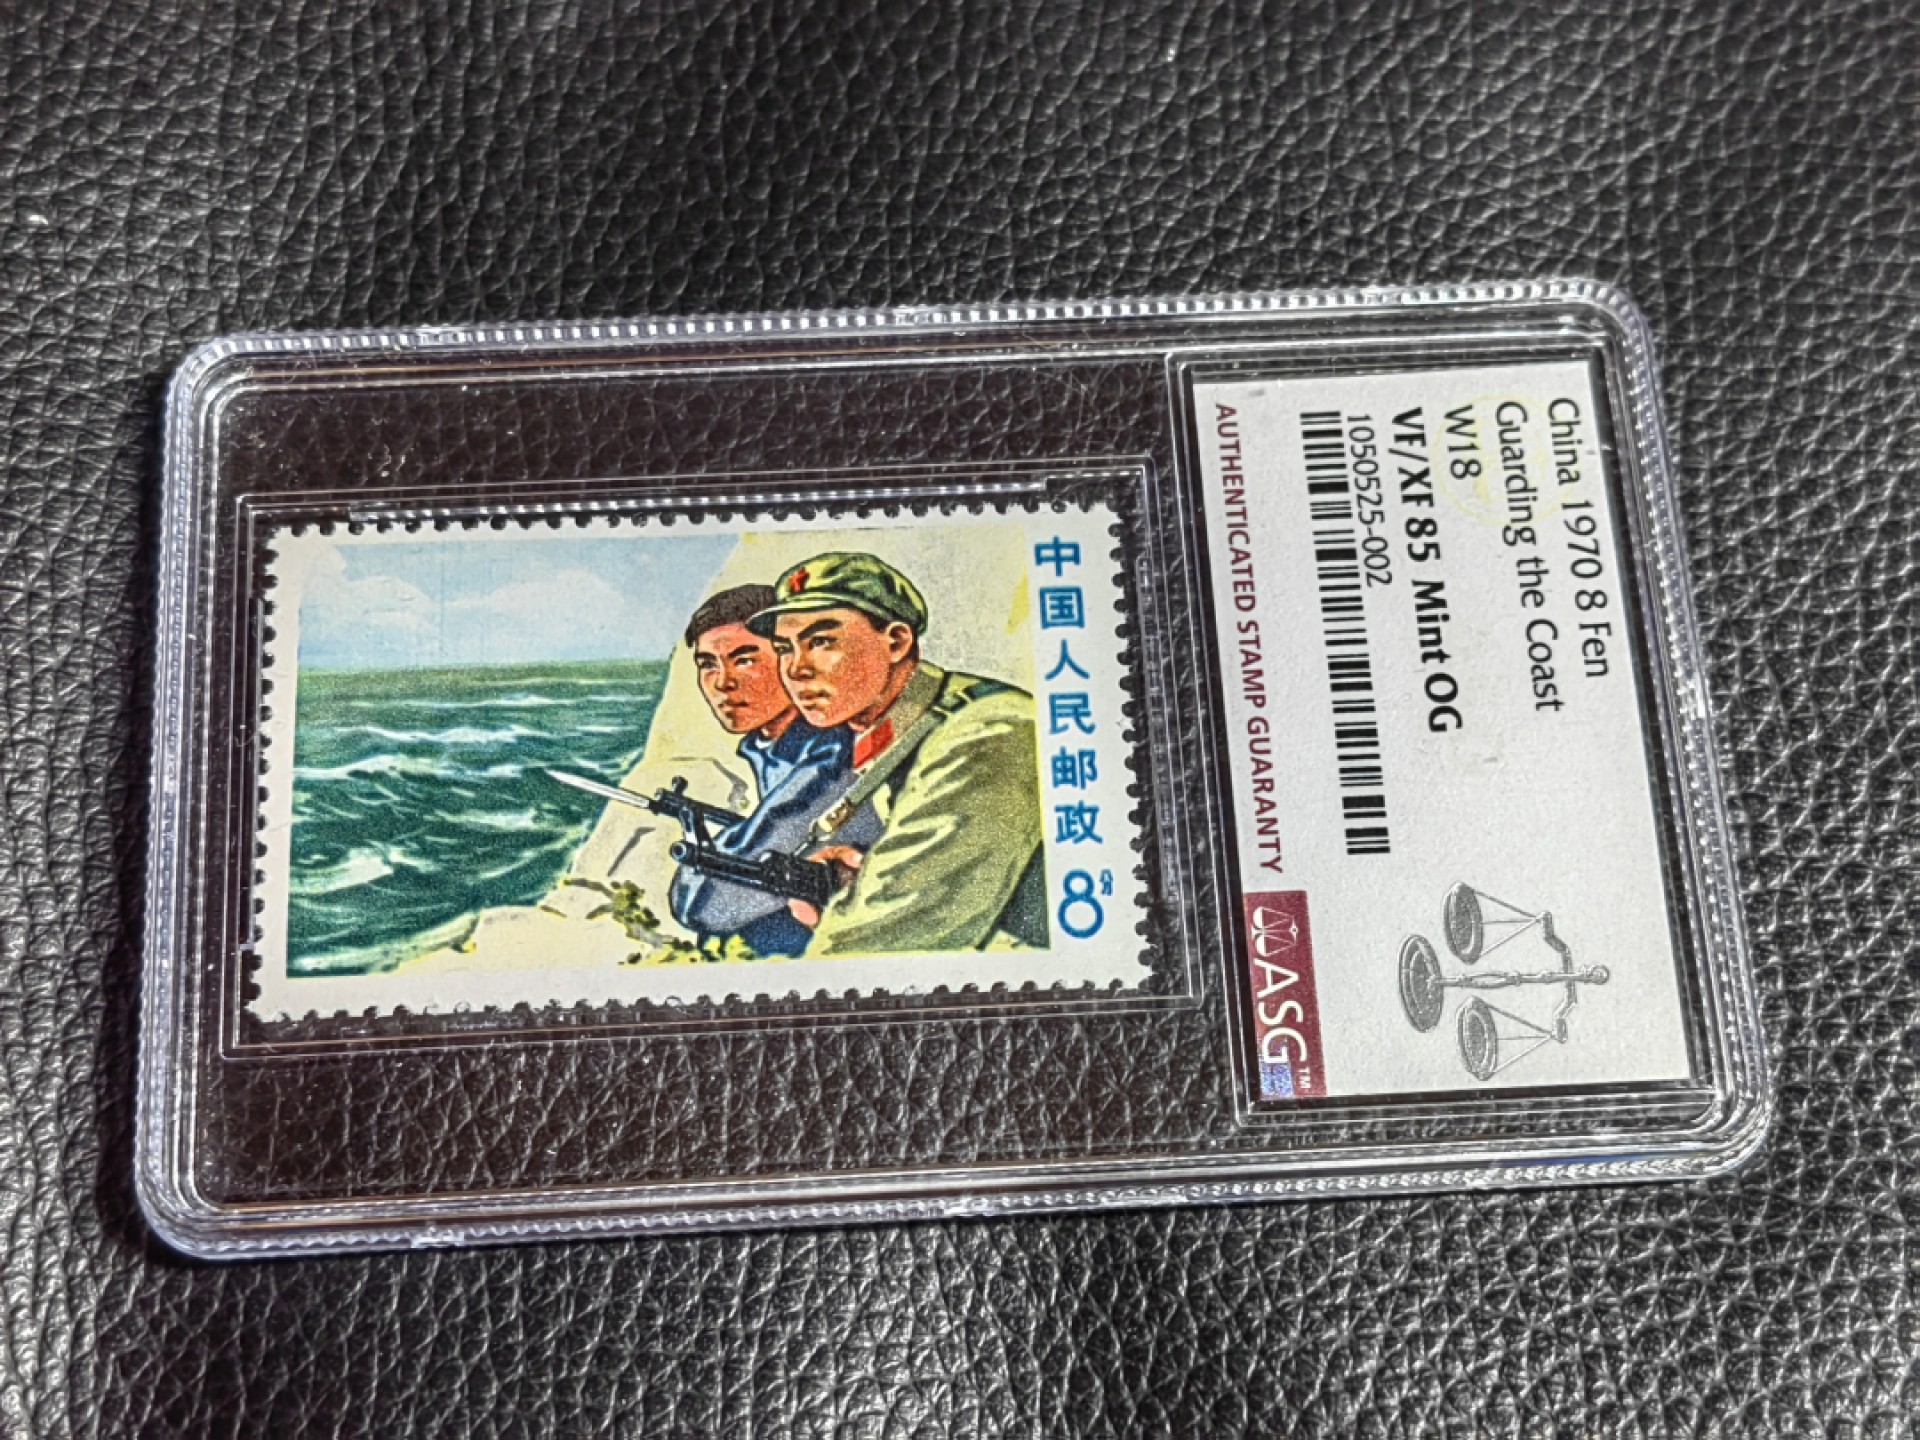 中国人民邮政
8分
China 1970 8 Fen
Guarding the Coast
W18
VF/XF 85 Mint OG
1050525-002
AUTHENTICATED STAMP GUARANTY
ASG™